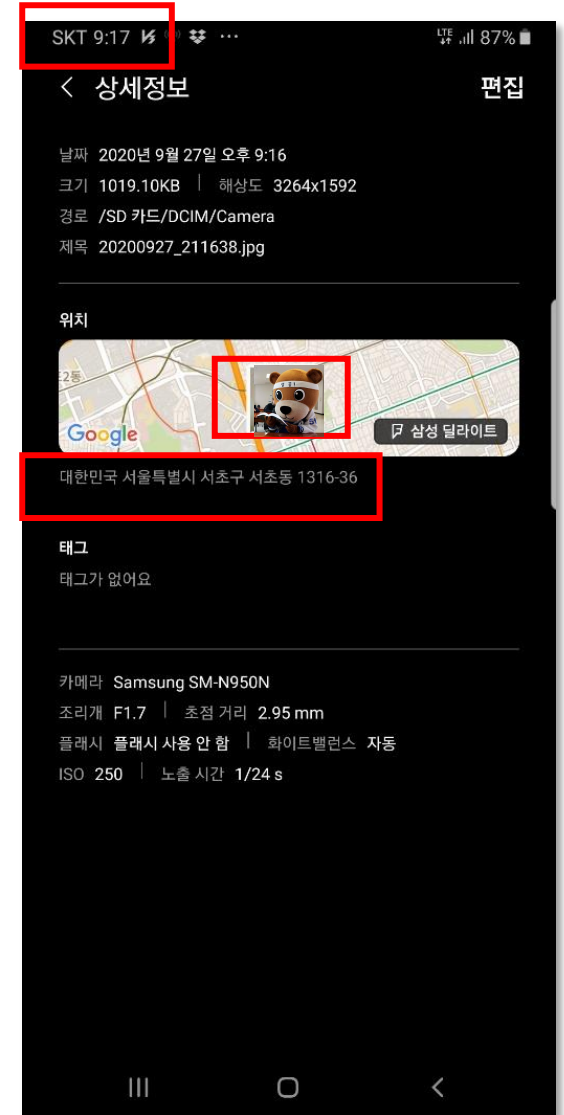 SKT 9:17 ···
LTE 87%
상세정보 편집
날짜 2020년 9월 27일 오후 9:16
크기 1019.10KB 해상도 3264x1592
경로 /SD 카드/DCIM/Camera
제목 20200927_211638.jpg
위치
2동
Google 삼성 딜라이트
대한민국 서울특별시 서초구 서초동 1316-36
태그
태그가 없어요
카메라 Samsung SM-N950N
조리개 F1.7 초점 거리 2.95 mm
플래시 플래시 사용 안 함 화이트밸런스 자동
ISO 250 노출 시간 1/24 s